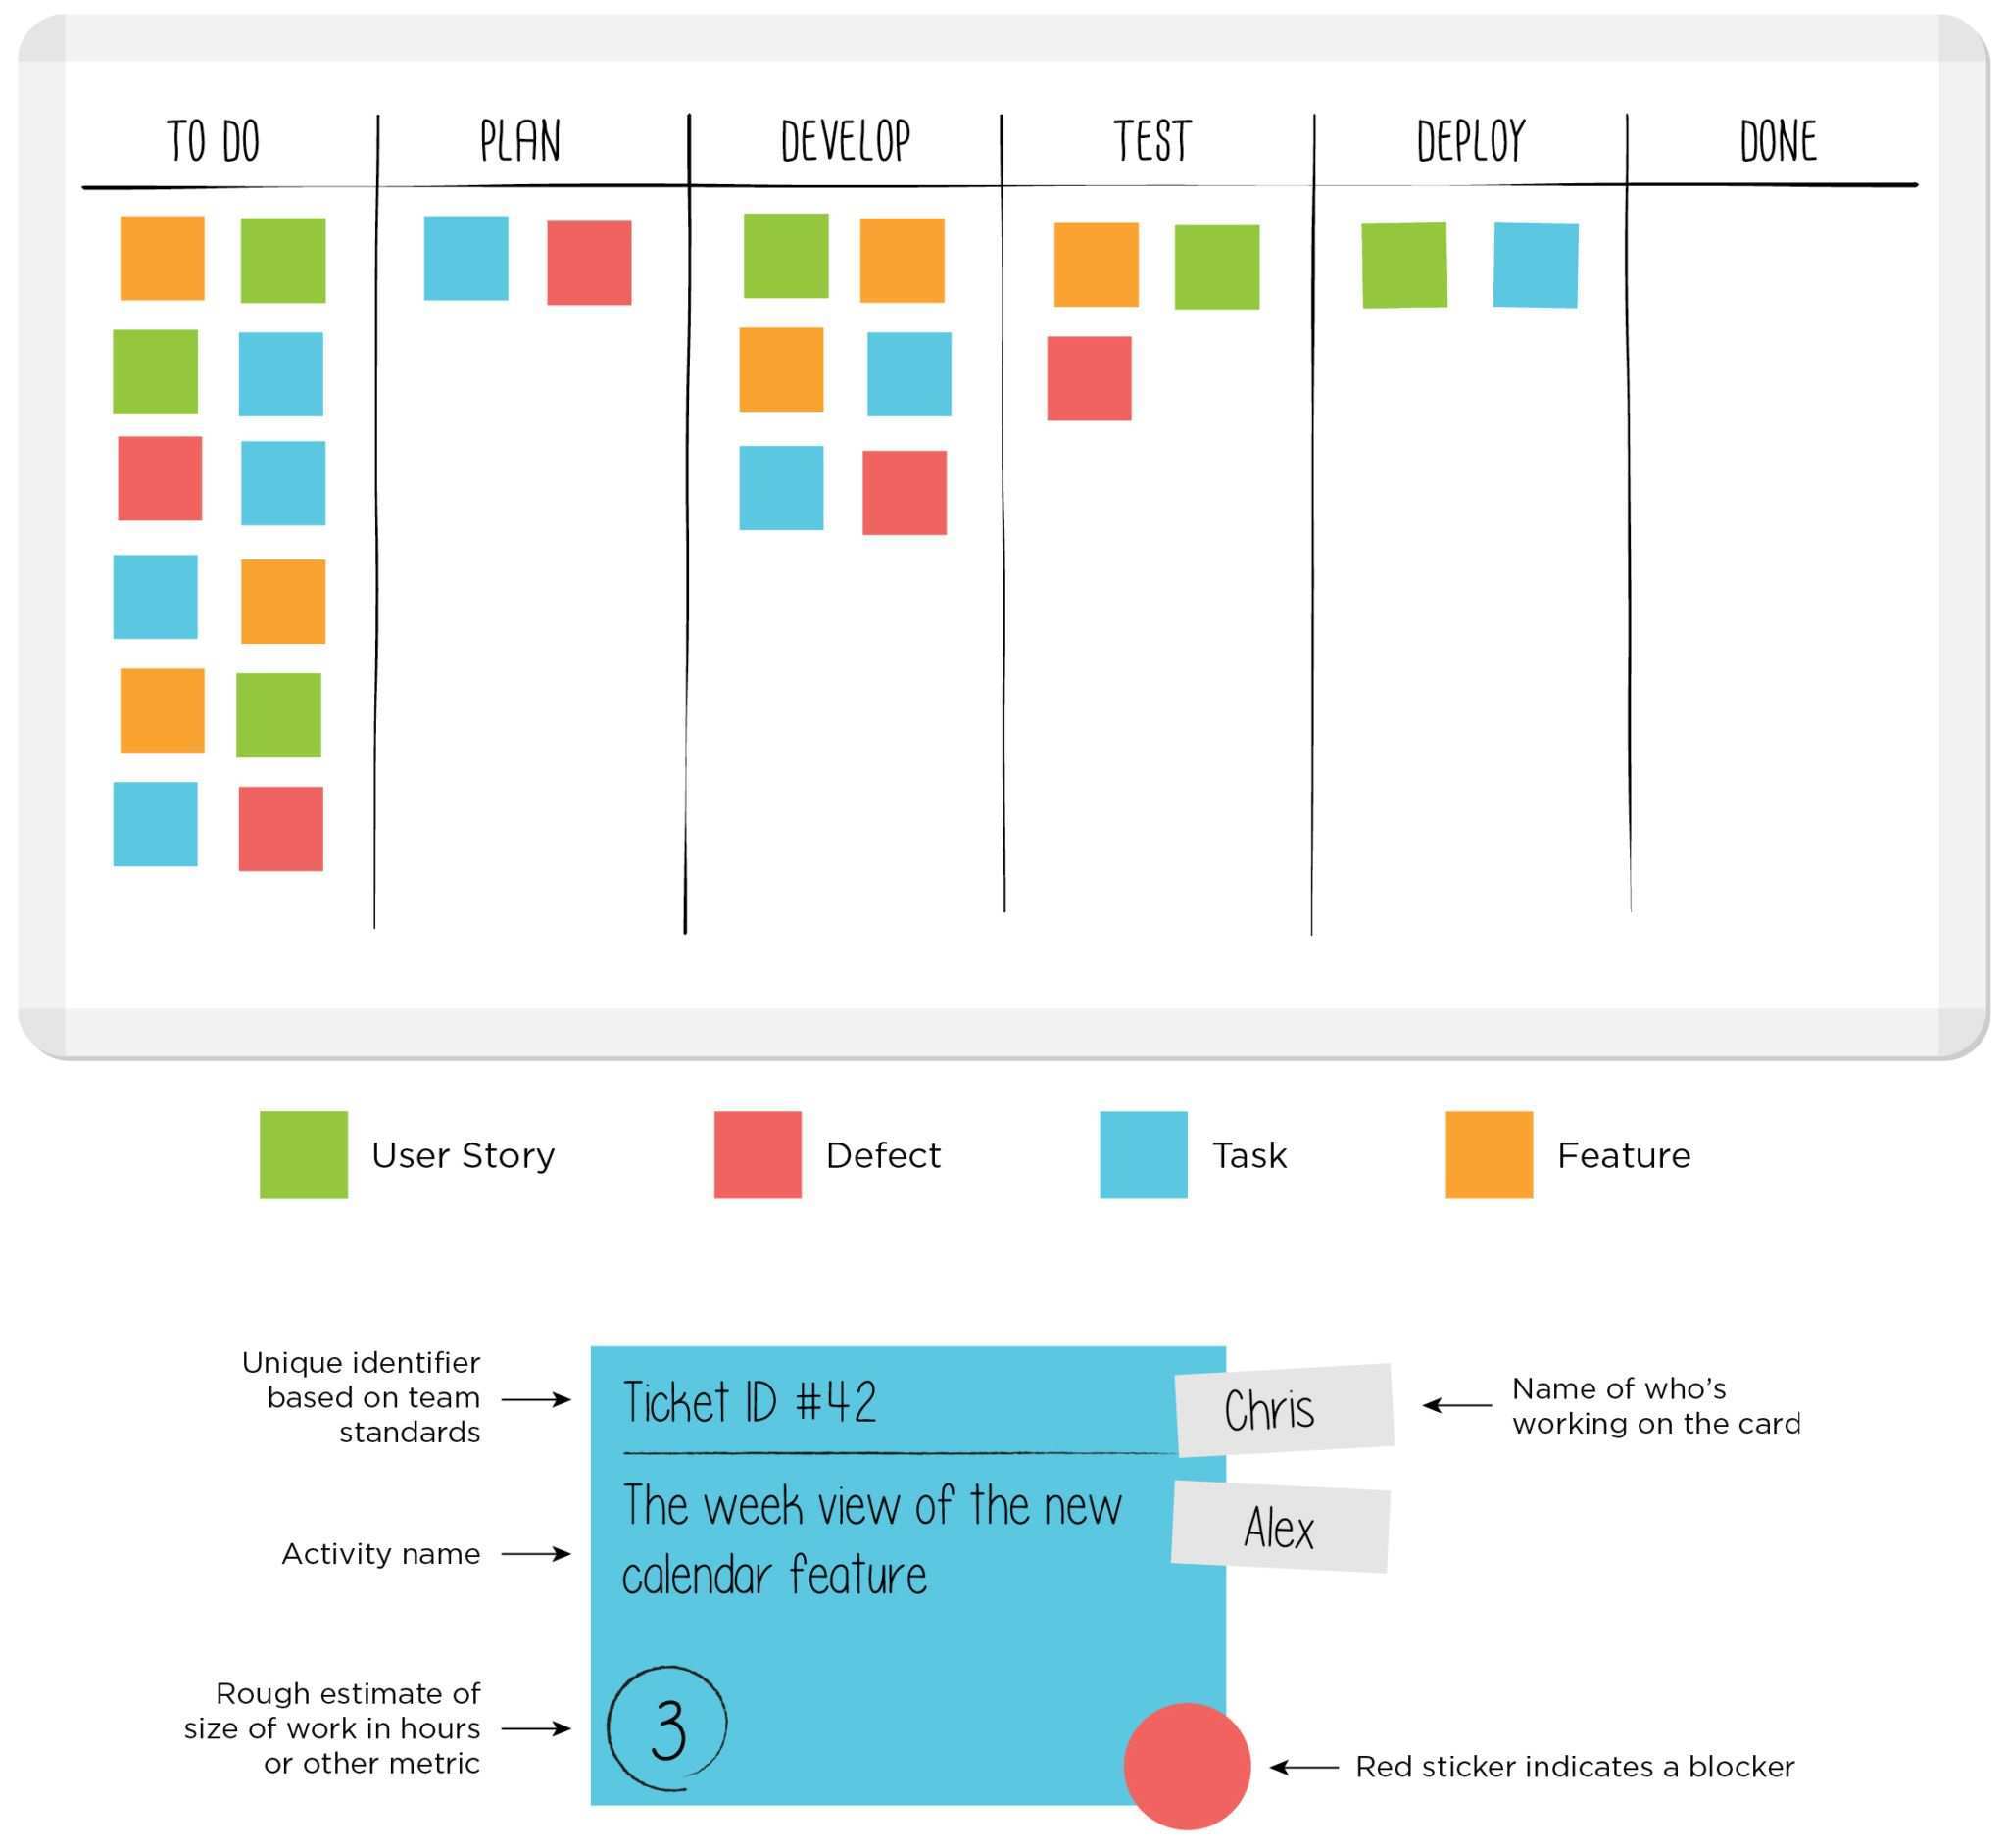 TO DO
PLAN
DEVELOP
TEST
DEPLOY
DONE
User Story
Defect
Task
Feature
Unique identifier
based on team
standards
Ticket ID #42
Chris
Name of who's
working on the card
The week view of the new
calendar feature
Alex
Activity name
Rough estimate of
size of work in hours
or other metric
3
Red sticker indicates a blocker